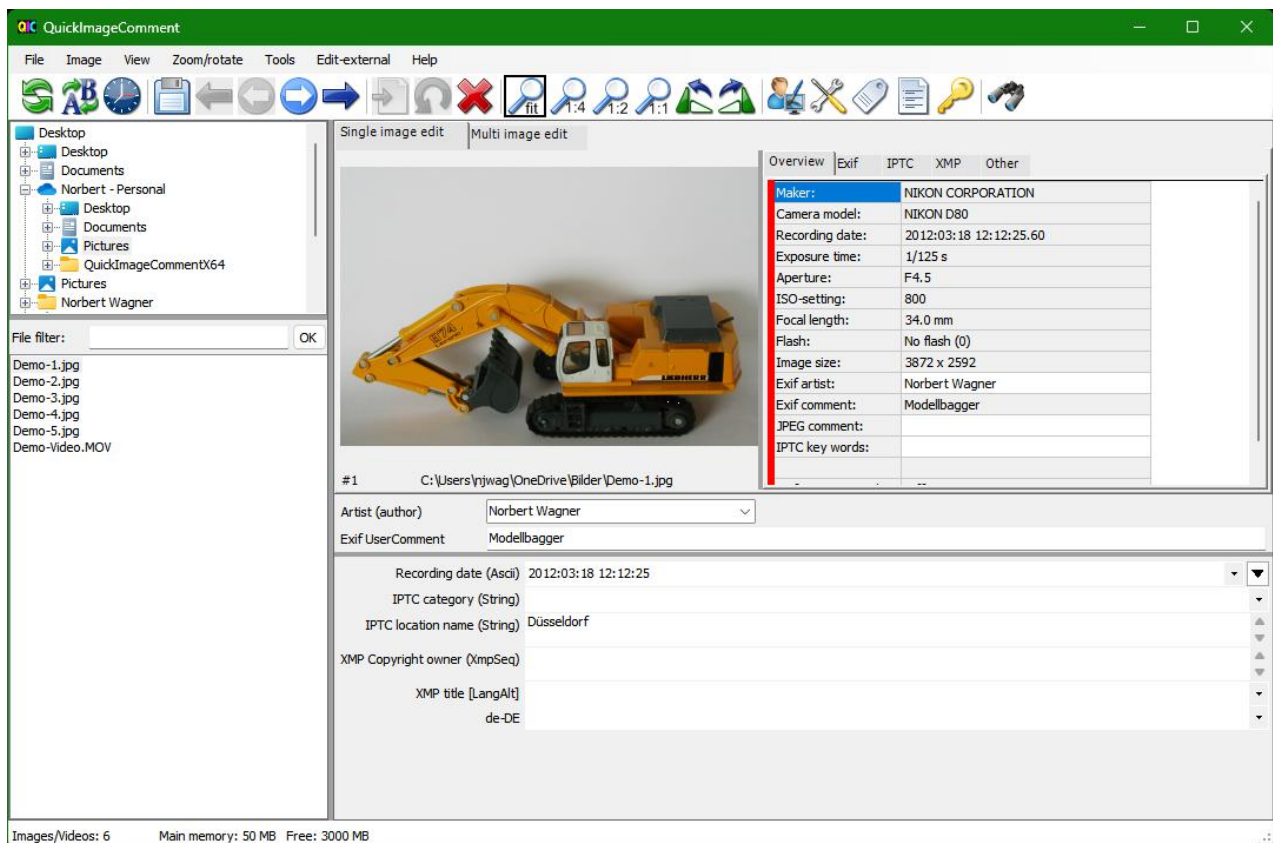 QuickImageComment
File Image View Zoom/rotate Tools Edit-external Help
AB fit 1:4 1:2 1:1
Desktop
Desktop
Documents
Norbert - Personal
Desktop
Documents
Pictures
QuickImageCommentX64
Pictures
Norbert Wagner
File filter: OK
Demo-1.jpg
Demo-2.jpg
Demo-3.jpg
Demo-4.jpg
Demo-5.jpg
Demo-Video.MOV
Single image edit Multi image edit
974
LIEBHERR
#1 C:\Users\njwag\OneDrive\Bilder\Demo-1.jpg
Overview Exif IPTC XMP Other
Maker: NIKON CORPORATION
Camera model: NIKON D80
Recording date: 2012:03:18 12:12:25.60
Exposure time: 1/125 s
Aperture: F4.5
ISO-setting: 800
Focal length: 34.0 mm
Flash: No flash (0)
Image size: 3872 x 2592
Exif artist: Norbert Wagner
Exif comment: Modellbagger
JPEG comment:
IPTC key words:
Artist (author) Norbert Wagner
Exif UserComment Modellbagger
Recording date (Ascii) 2012:03:18 12:12:25
IPTC category (String)
IPTC location name (String) Düsseldorf
XMP Copyright owner (XmpSeq)
XMP title [LangAlt]
de-DE
Images/Videos: 6 Main memory: 50 MB Free: 3000 MB